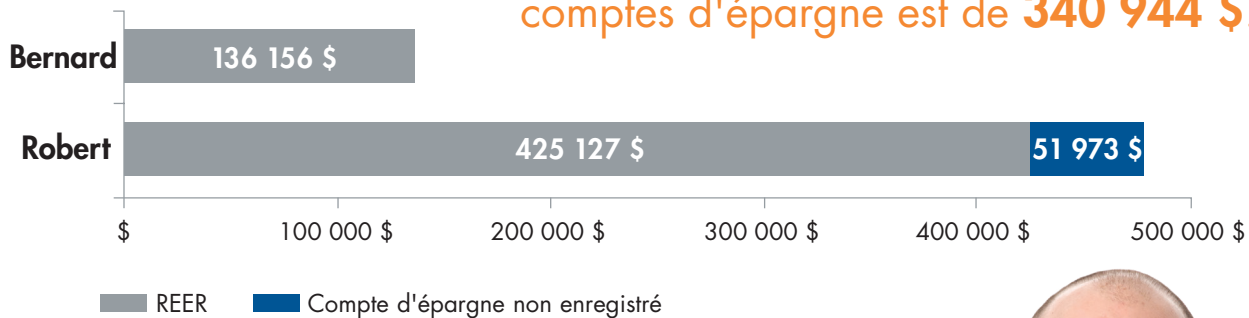 comptes d'épargne est de 340 944 $.
Bernard 136 156 $
Robert 425 127 $ 51 973 $
$ 100 000 $ 200 000 $ 300 000 $ 400 000 $ 500 000 $
REER Compte d'épargne non enregistré